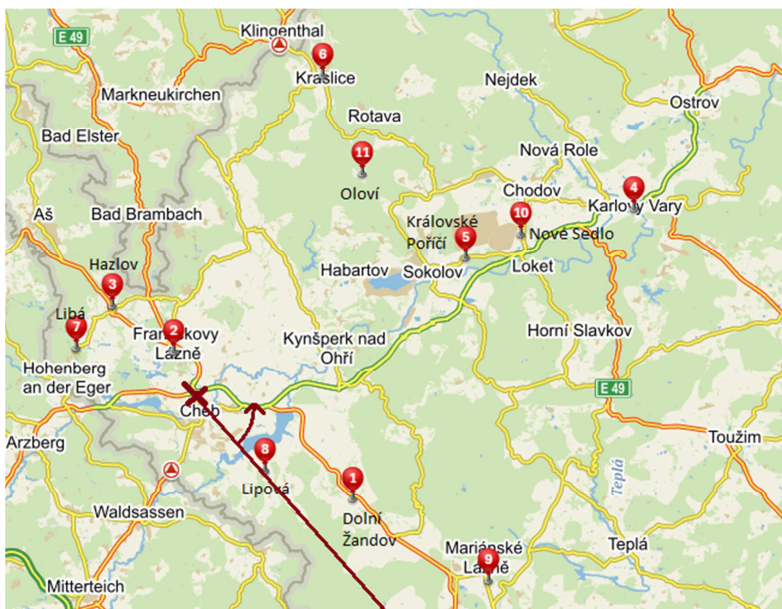 E 49
Klingenthal
6
Kraslice
Nejdek
Markneukirchen
Ostrov
Rotava
Bad Elster
11
Nová Role
Oloví
Chodov
4
Karlovy Vary
Aš
Bad Brambach
10
Královské
Poříčí
5
Nové Sedlo
Hazlov
3
Habartov
Sokolov
Loket
Libá
7
2
Františkovy
Lázně
Kynšperk nad
Ohří
Horní Slavkov
Hohenberg
an der Eger
E 49
Cheb
Arzberg
Toužim
8
Lipová
1
Teplá
Waldsassen
Dolní
Žandov
Mariánské
Lázně
9
Teplá
Mitterteich